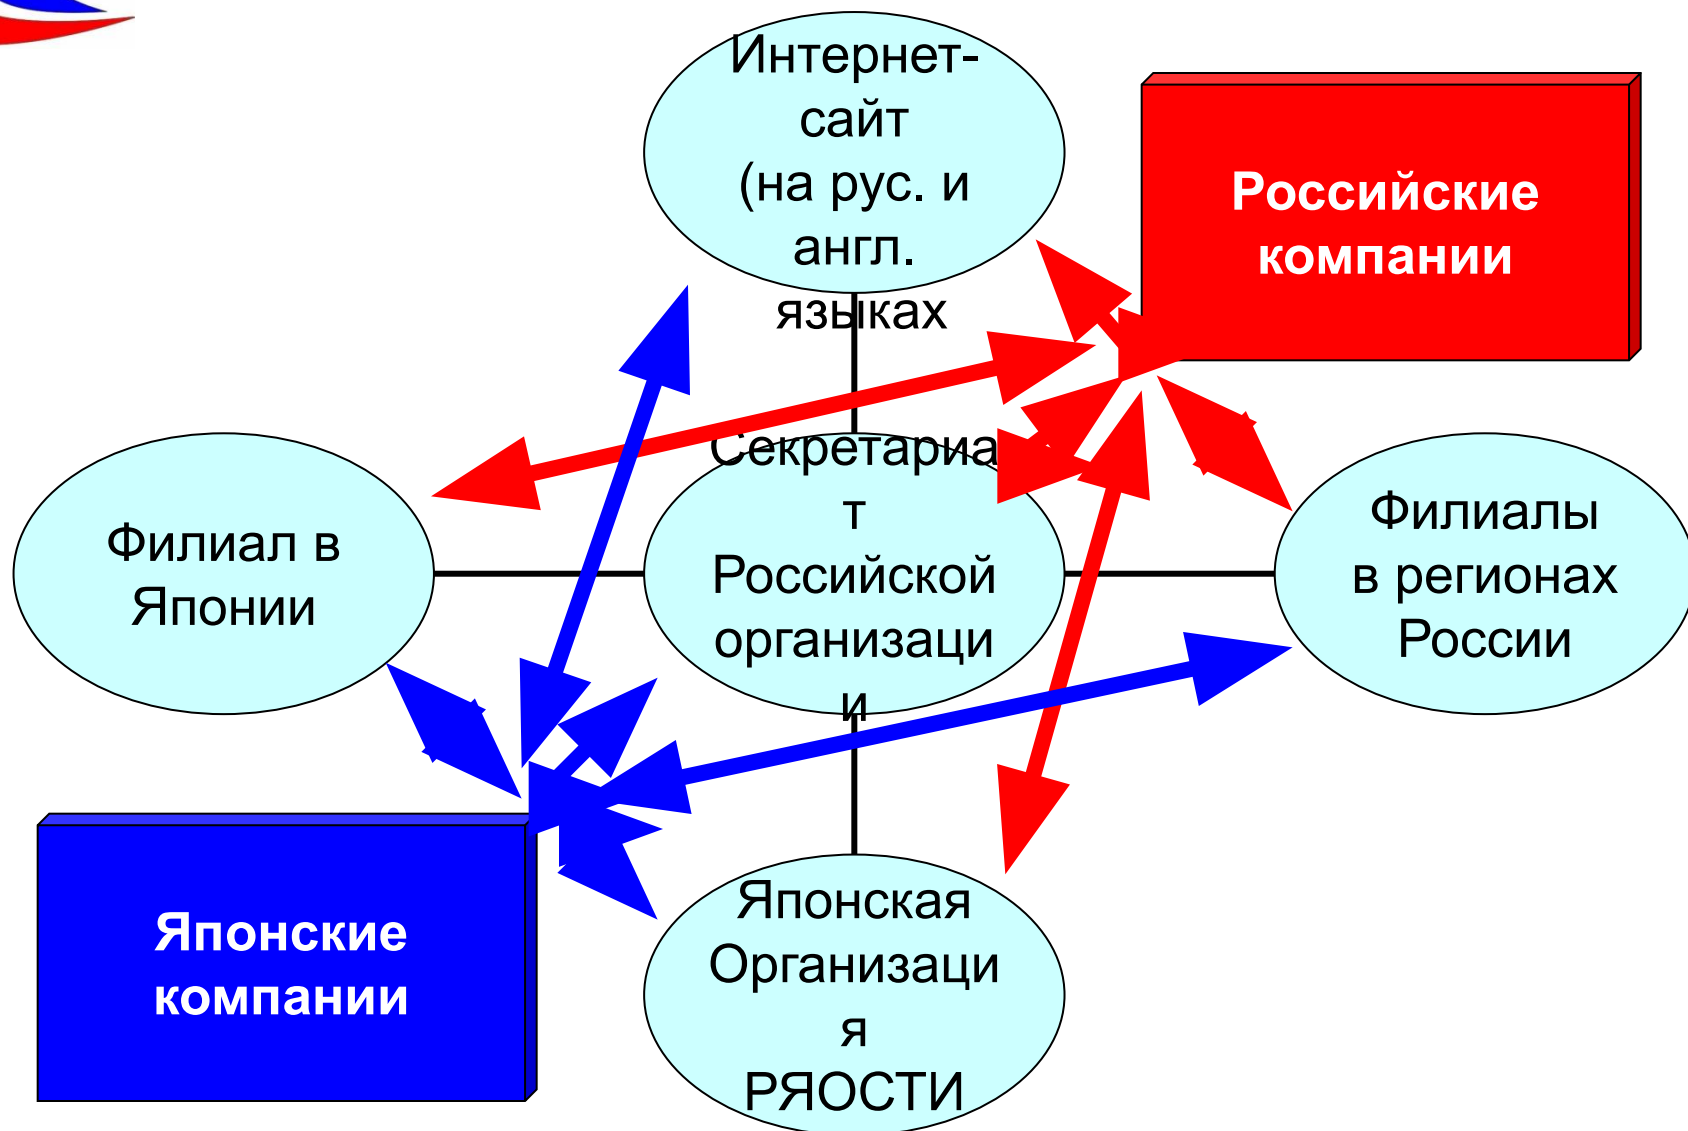 Интернет-
сайт
(на рус. и
англ.
языках
Российские
компании
Секретариа
т
Российской
организаци
и
Филиал в
Японии
Филиалы
в регионах
России
Японские
компании
Японская
Организаци
я
РЯОСТИ